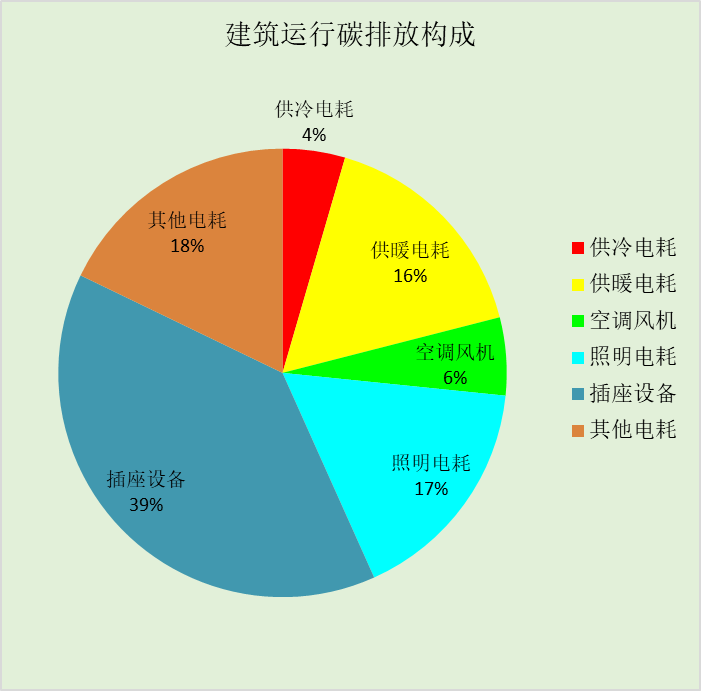 建筑运行碳排放构成
供冷电耗
4%
其他电耗
18%
供暖电耗
16%
空调风机
6%
照明电耗
17%
插座设备
39%
供冷电耗
供暖电耗
空调风机
照明电耗
插座设备
其他电耗